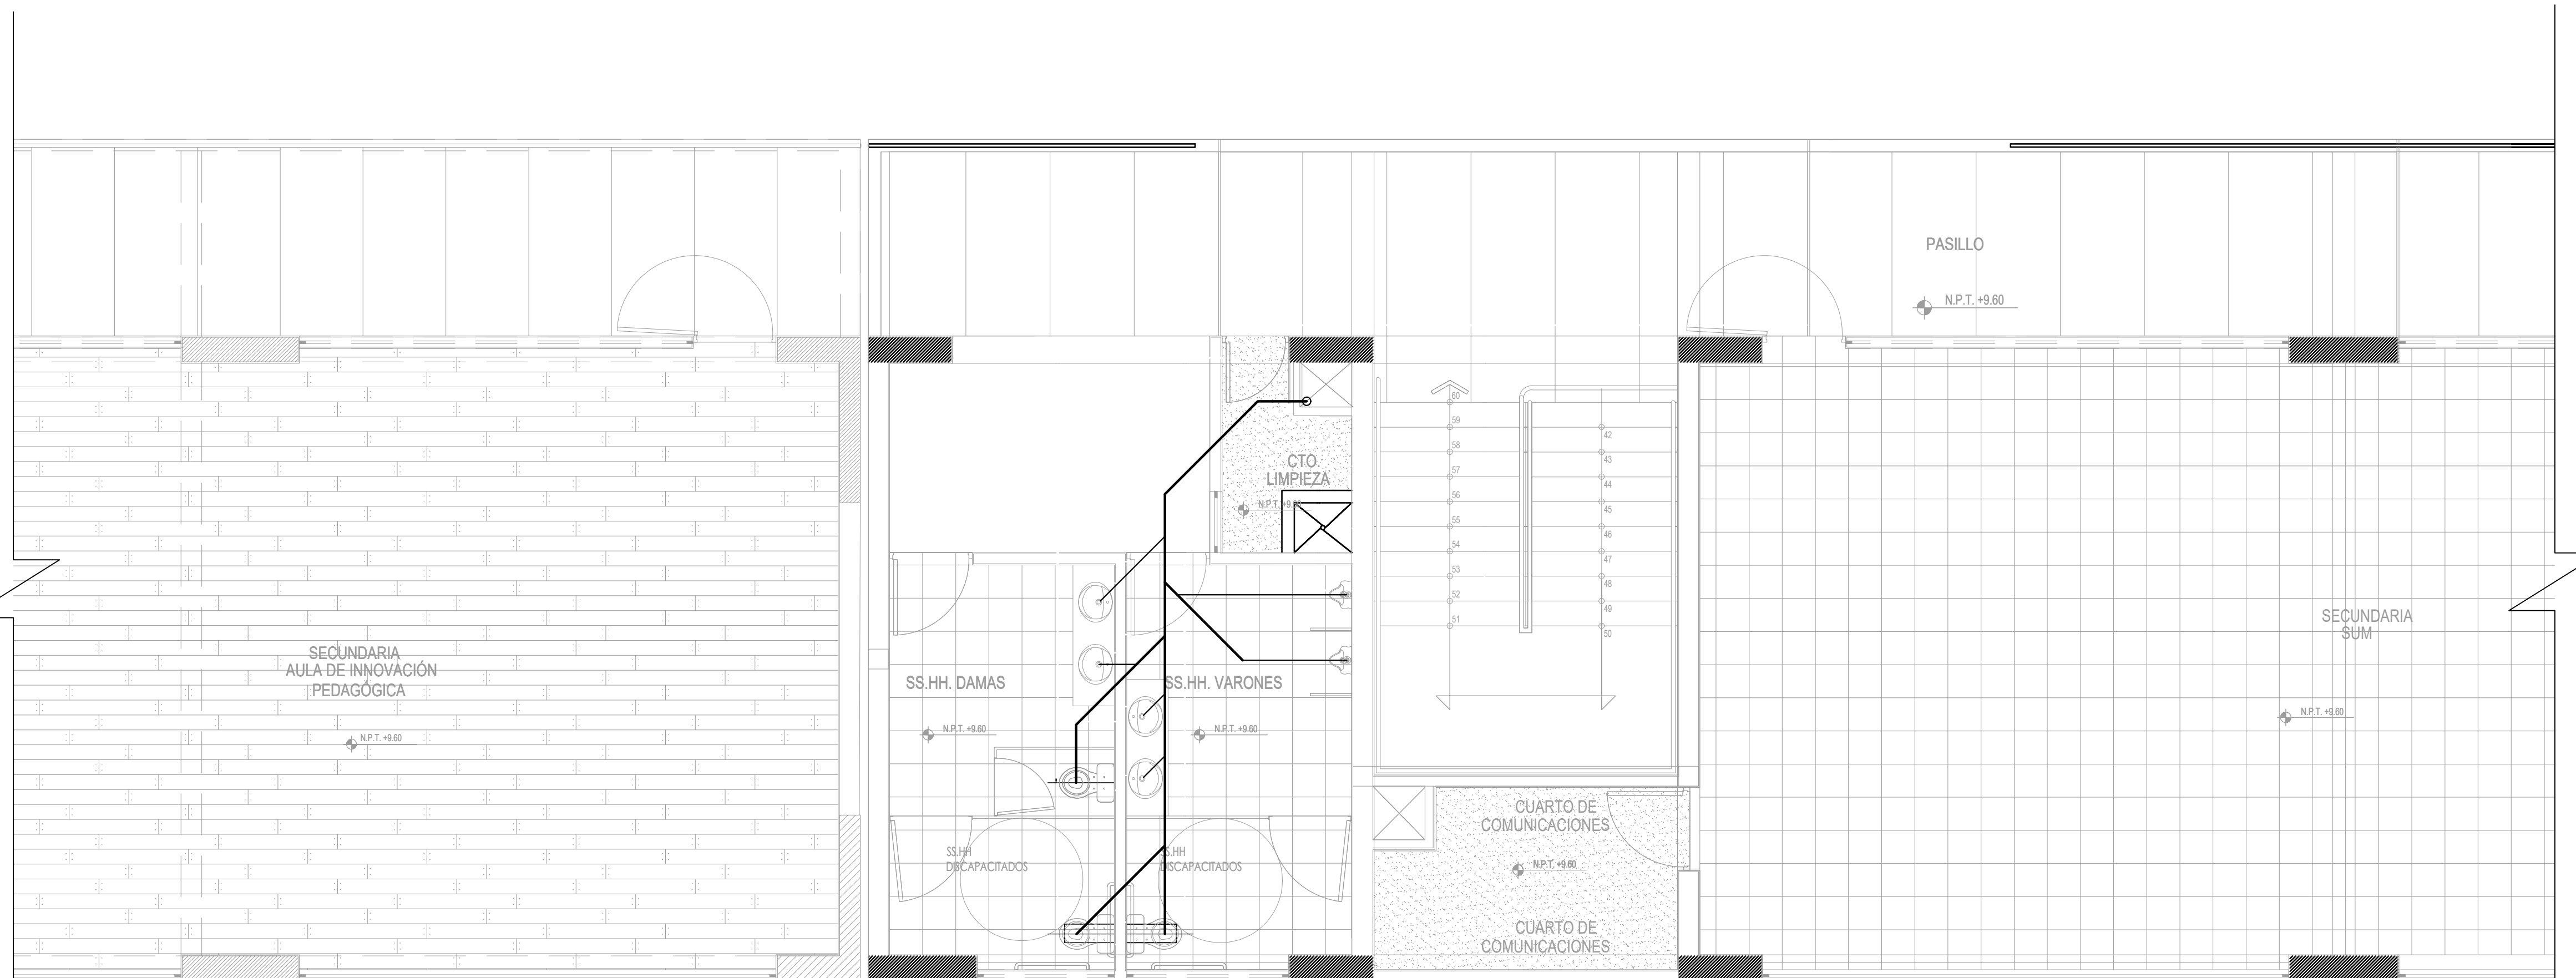 PASILLO
N.P.T. +9.60
60
59
58
57
56
55
54
53
52
51
42
43
44
45
46
47
48
49
50
CTO
LIMPIEZA
SECUNDARIA
SUM
N.P.T. +9.60
SECUNDARIA
AULA DE INNOVACIÓN
PEDAGÓGICA
N.P.T. +9.60
SS.HH. DAMAS
N.P.T. +9.60
SS.HH. VARONES
N.P.T. +9.60
SS.HH
DISCAPACITADOS
SS.HH
DISCAPACITADOS
CUARTO DE
COMUNICACIONES
N.P.T. +9.60
CUARTO DE
COMUNICACIONES